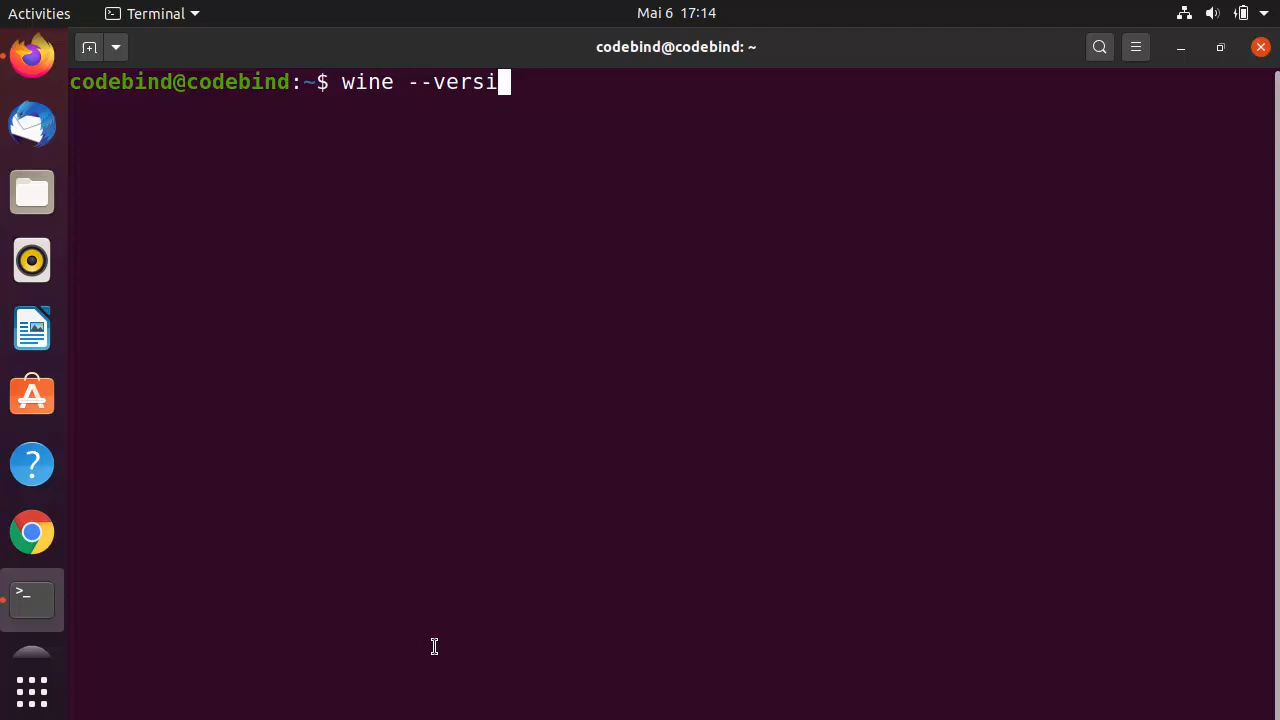 Activities Terminal Mai 6 17:14
codebind@codebind: ~
codebind@codebind:~$ wine --versi